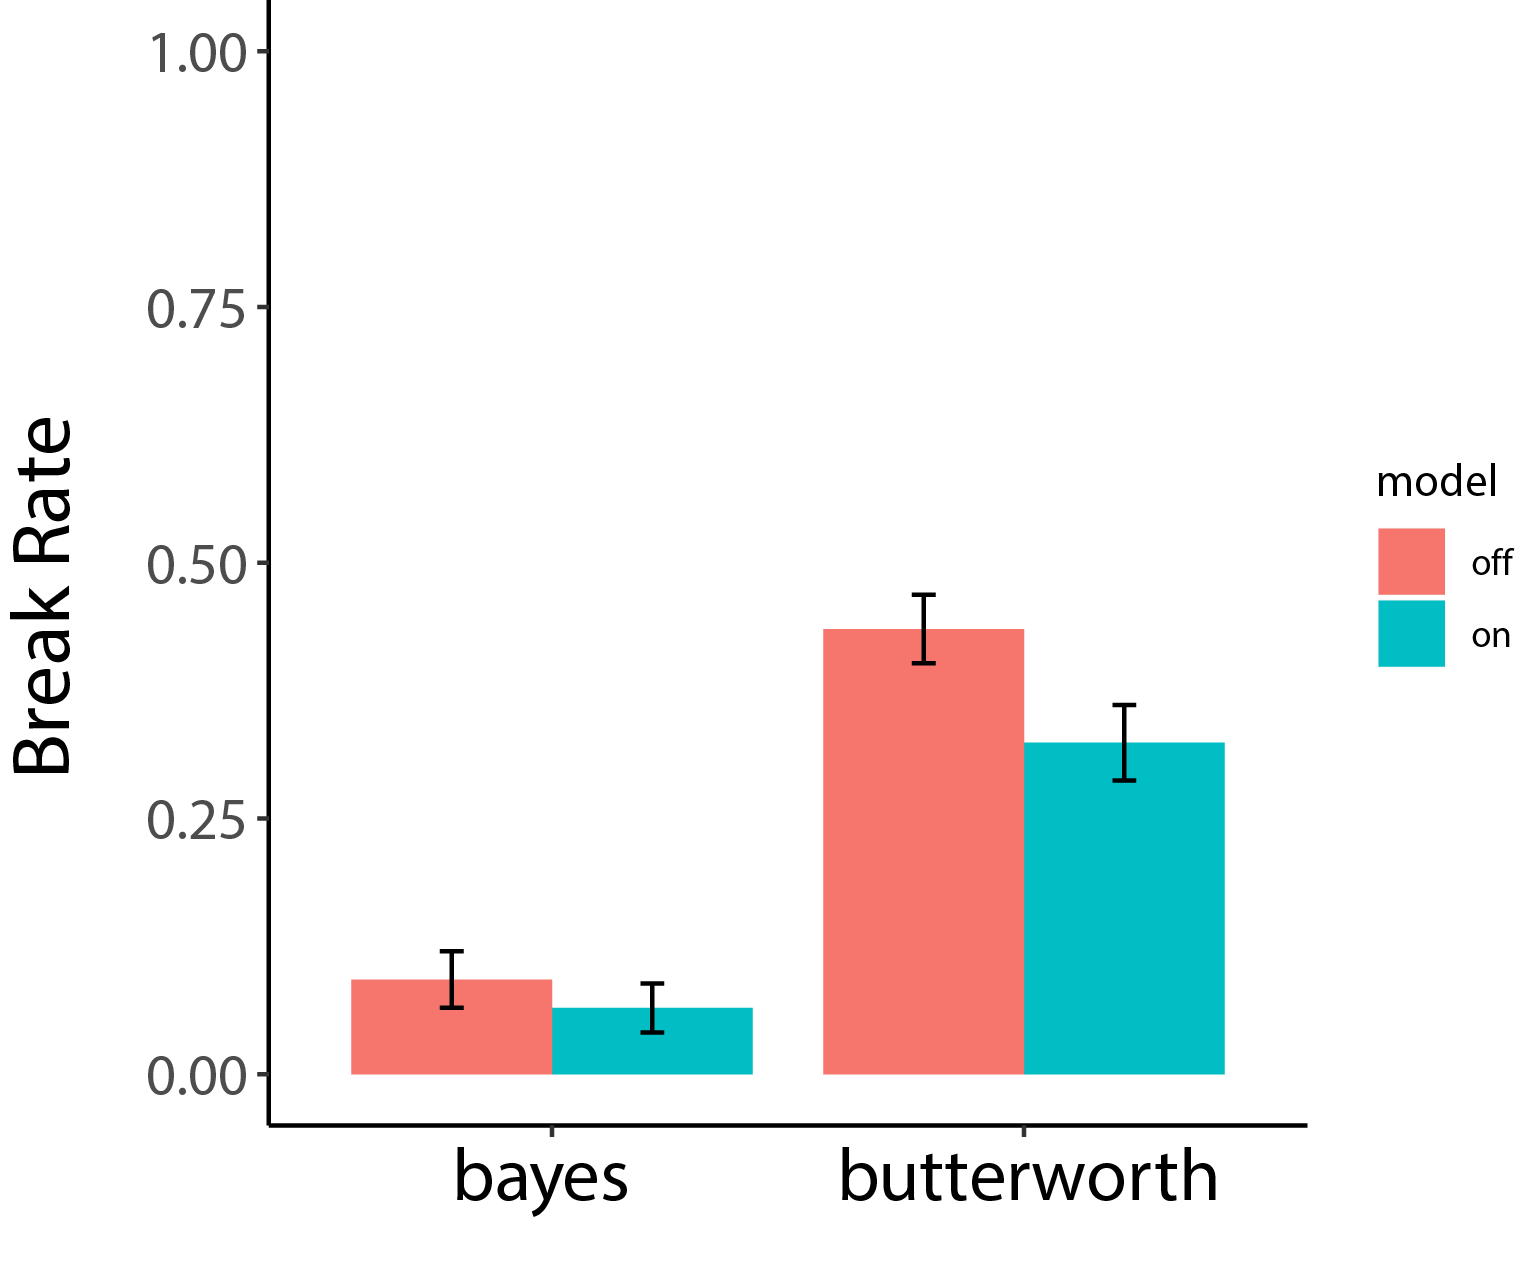 1.00
0.75
0.50
0.25
0.00
Break Rate
bayes
butterworth
model
off
on